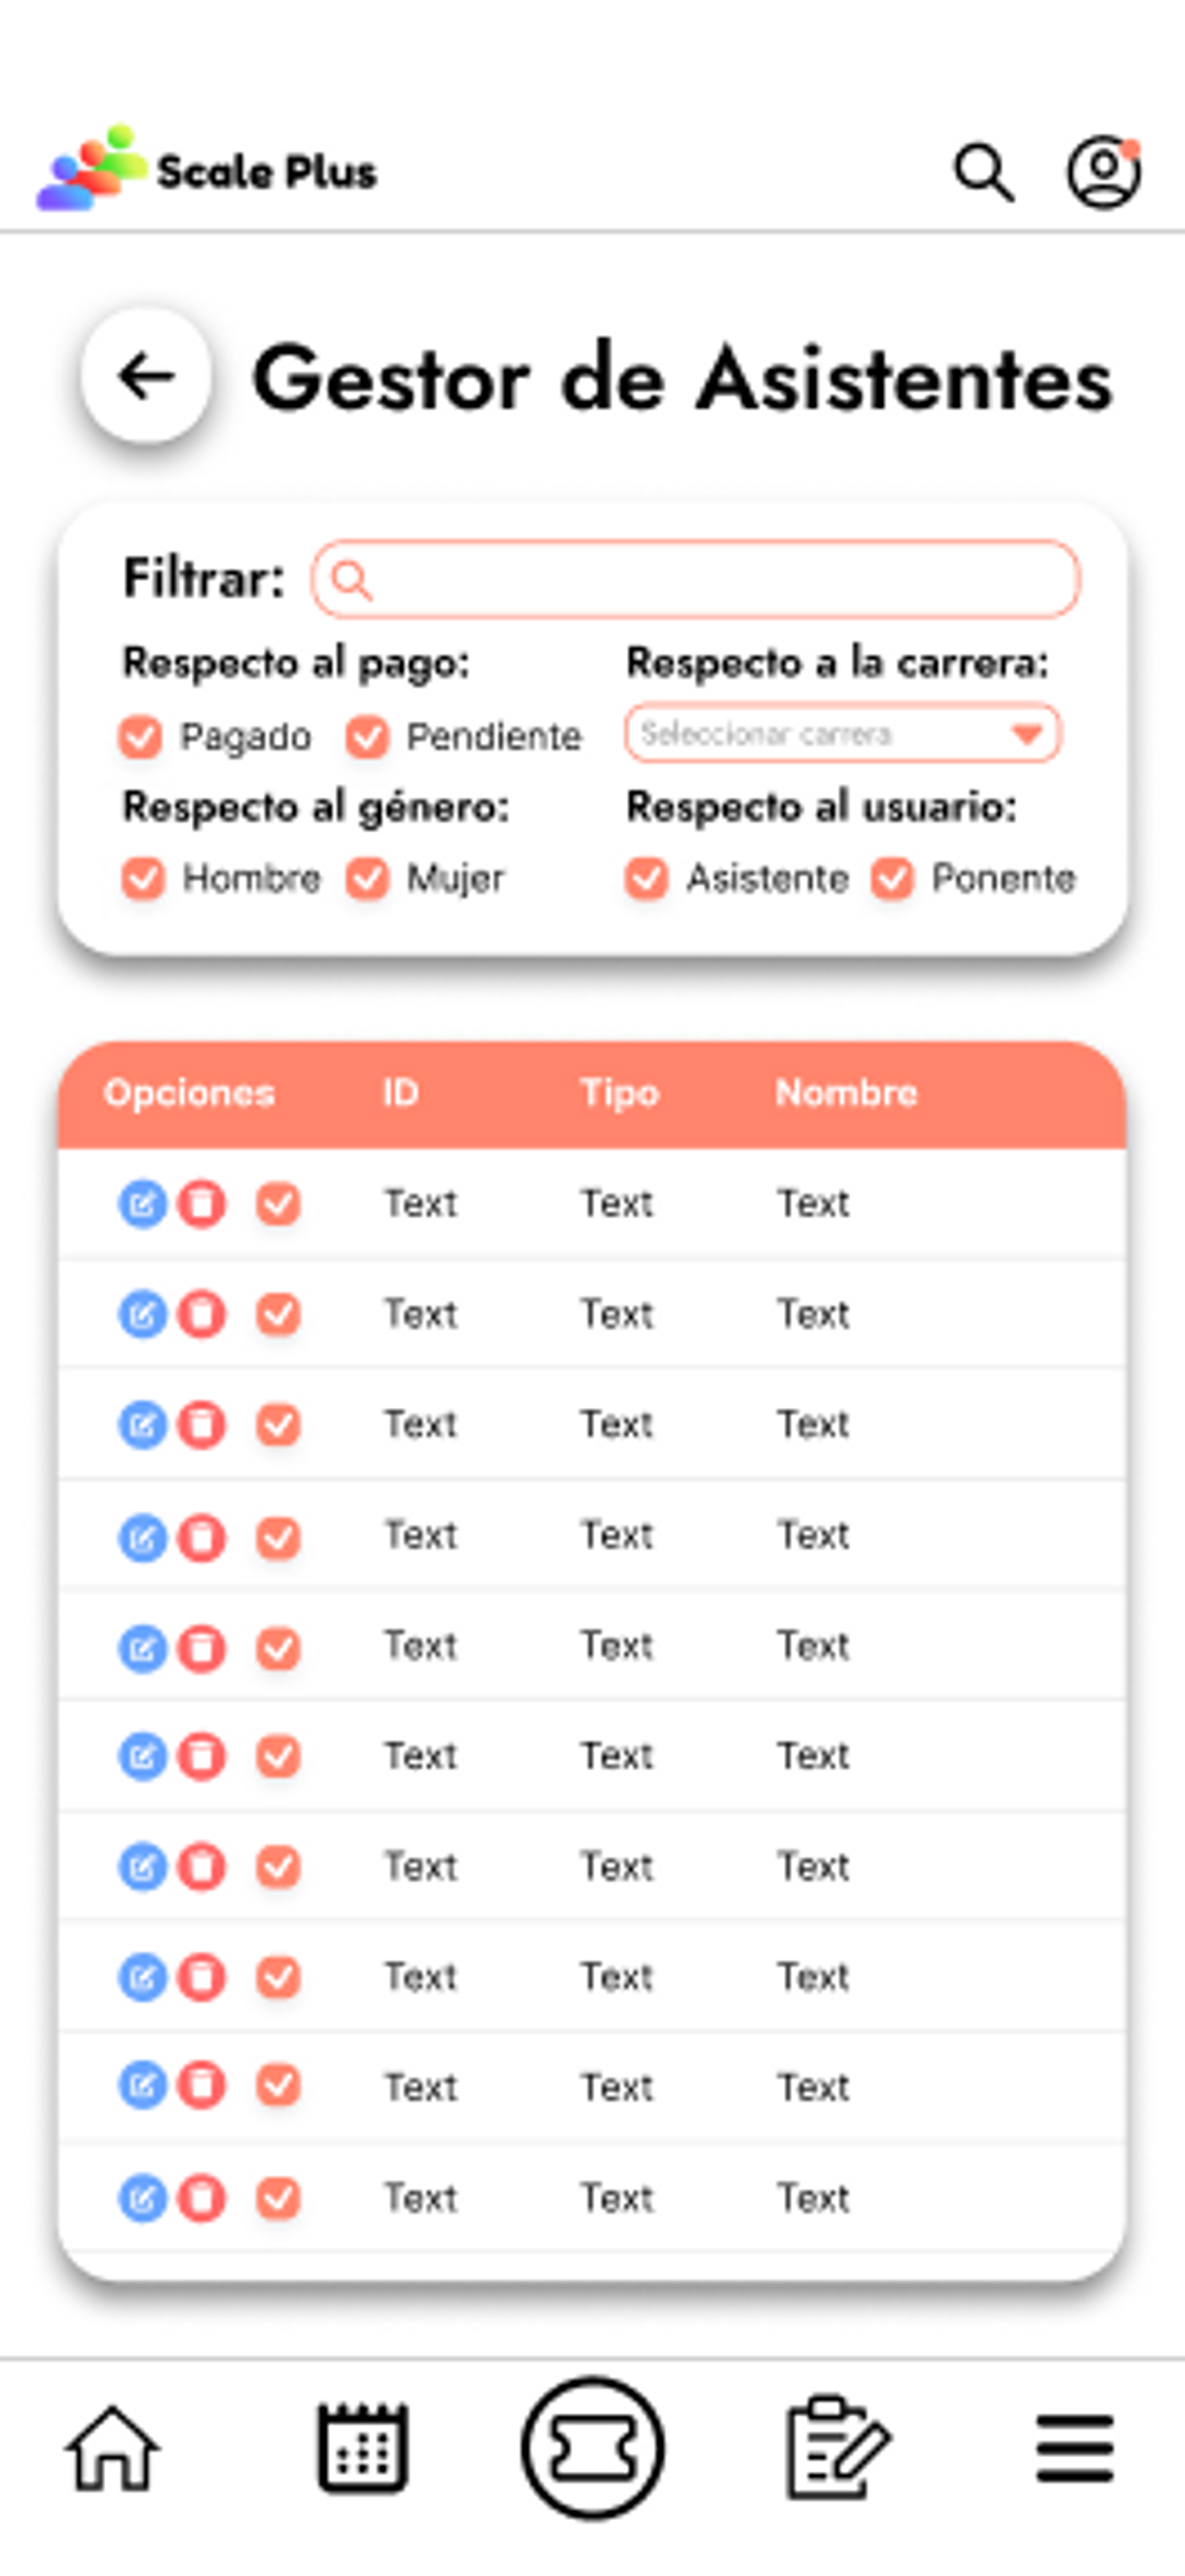 Scale Plus
Gestor de Asistentes
Filtrar:
Respecto al pago: Respecto a la carrera:
Pagado Pendiente Seleccionar carrera
Respecto al género: Respecto al usuario:
Hombre Mujer Asistente Ponente
Opciones ID Tipo Nombre
Text Text Text
Text Text Text
Text Text Text
Text Text Text
Text Text Text
Text Text Text
Text Text Text
Text Text Text
Text Text Text
Text Text Text